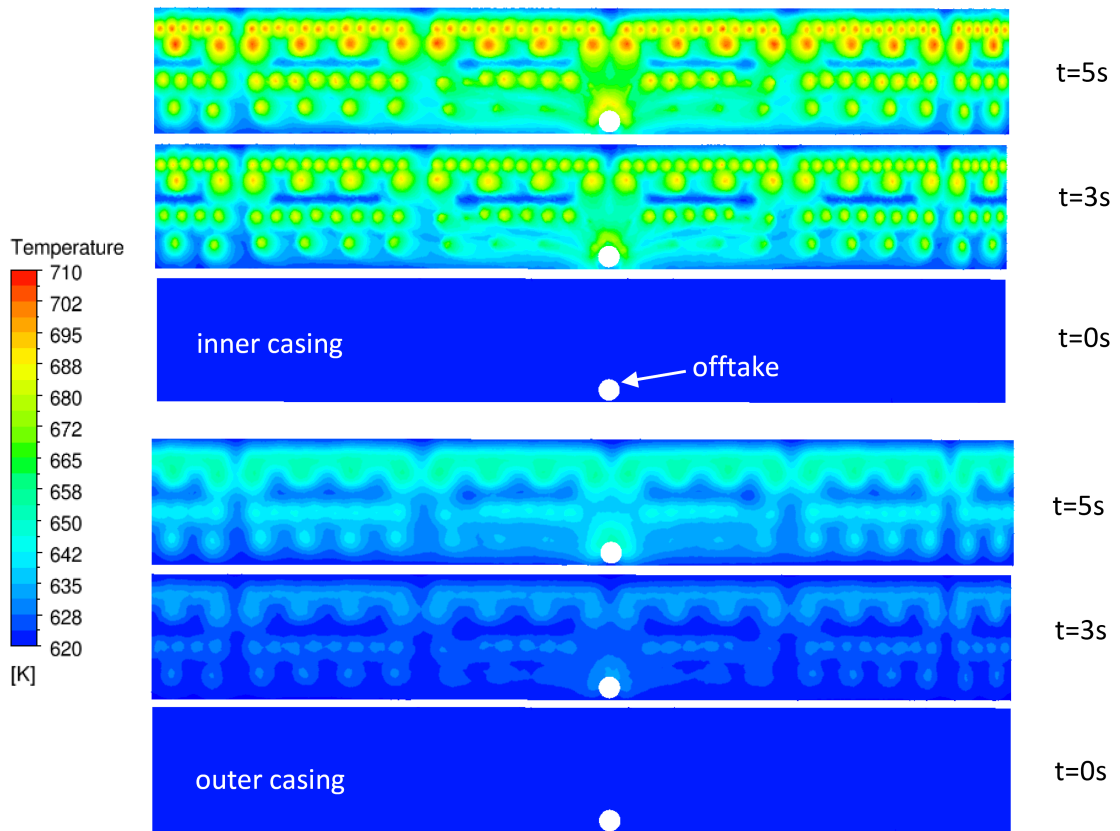 t=5s
t=3s
Temperature
710
702
695
688
680
672
665
658
650
642
635
628
620
[K]
inner casing
offtake
t=0s
t=5s
t=3s
outer casing
t=0s